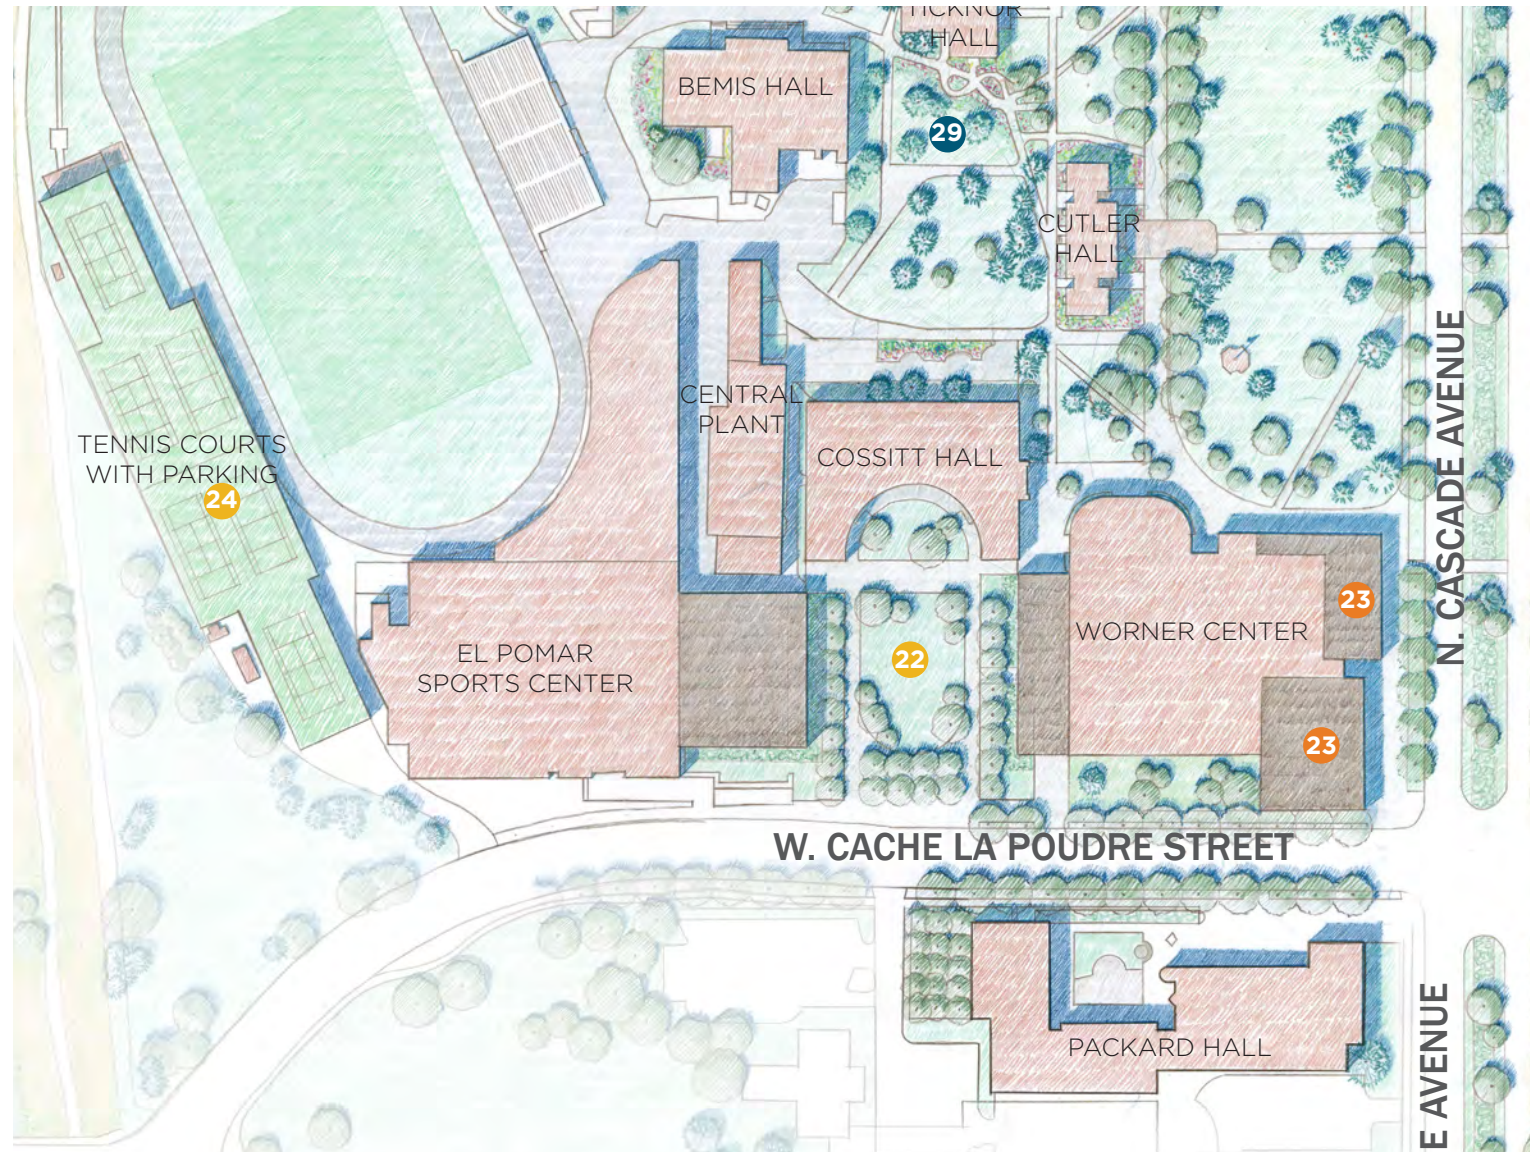 TICKNOR
HALL
BEMIS HALL
29
CUTLER
HALL
N. CASCADE AVENUE
CENTRAL
PLANT
TENNIS COURTS
WITH PARKING
24
COSSITT HALL
23
WORNER CENTER
EL POMAR
SPORTS CENTER
22
23
W. CACHE LA POUDRE STREET
PACKARD HALL
E AVENUE